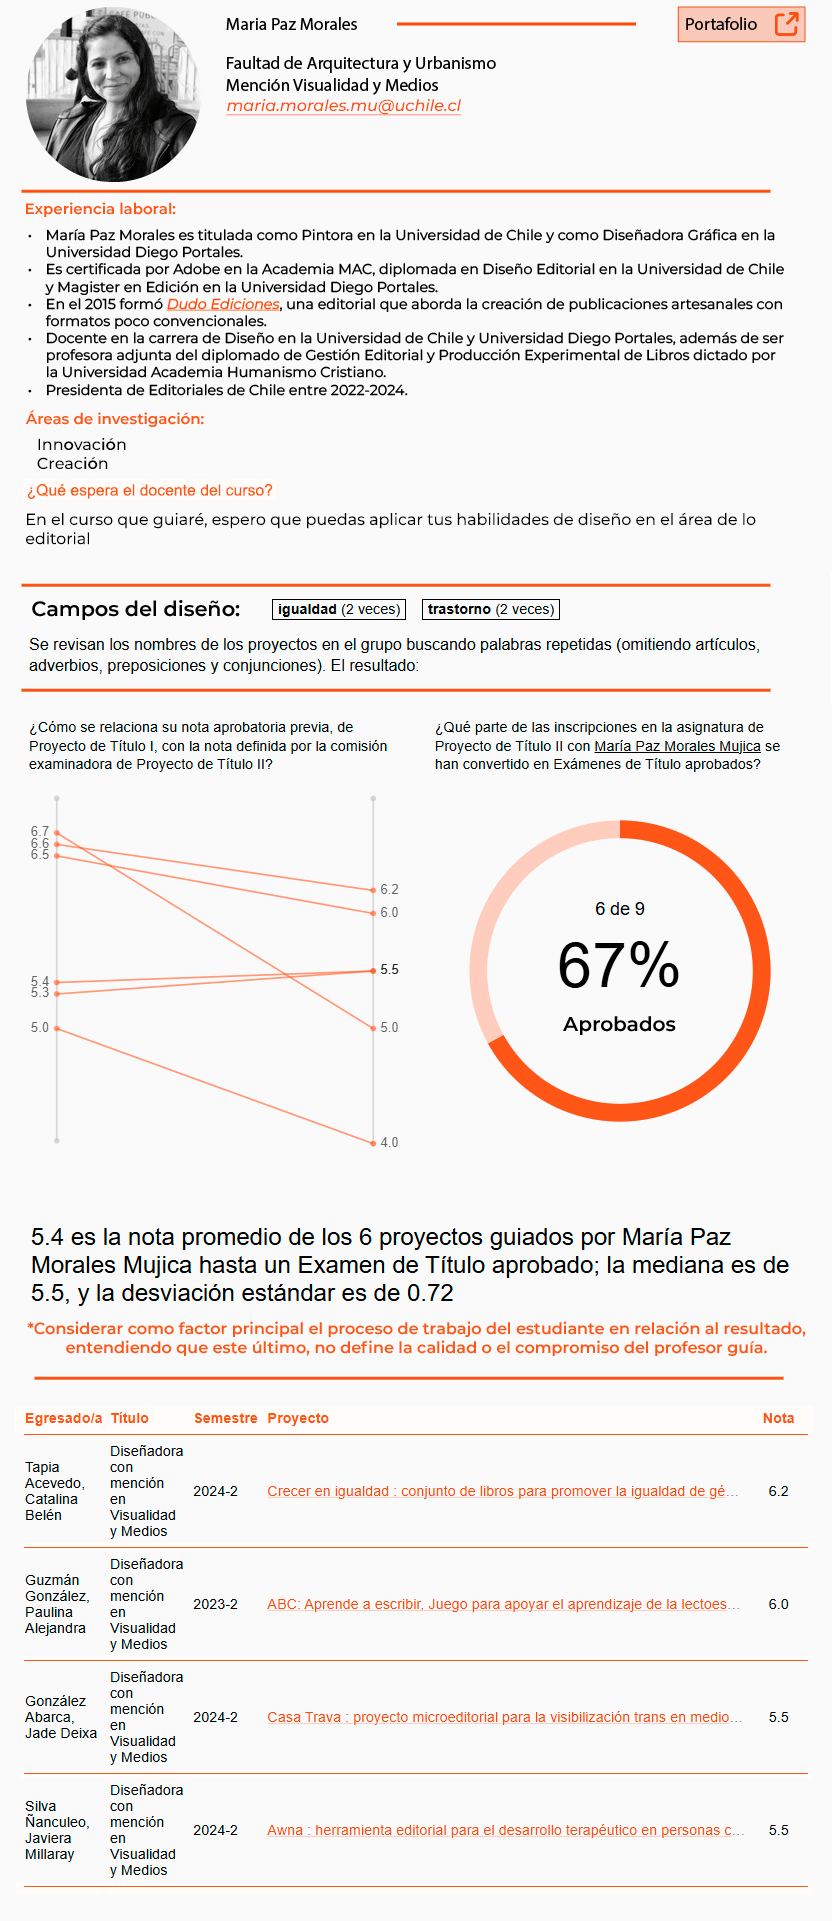 Maria Paz Morales
Portafolio
Faultad de Arquitectura y Urbanismo
Mención Visualidad y Medios
maria.morales.mu@uchile.cl
Experiencia laboral:
• María Paz Morales es titulada como Pintora en la Universidad de Chile y como Diseñadora Gráfica en la
Universidad Diego Portales.
• Es certificada por Adobe en la Academia MAC, diplomada en Diseño Editorial en la Universidad de Chile
y Magister en Edición en la Universidad Diego Portales.
• En el 2015 formó Dudo Ediciones, una editorial que aborda la creación de publicaciones artesanales con
formatos poco convencionales.
• Docente en la carrera de Diseño en la Universidad de Chile y Universidad Diego Portales, además de ser
profesora adjunta del diplomado de Gestión Editorial y Producción Experimental de Libros dictado por
la Universidad Academia Humanismo Cristiano.
• Presidenta de Editoriales de Chile entre 2022-2024.
Áreas de investigación:
Innovación
Creación
¿Qué espera el docente del curso?
En el curso que guiaré, espero que puedas aplicar tus habilidades de diseño en el área de lo
editorial
Campos del diseño: igualdad (2 veces) trastorno (2 veces)
Se revisan los nombres de los proyectos en el grupo buscando palabras repetidas (omitiendo artículos,
adverbios, preposiciones y conjunciones). El resultado:
¿Cómo se relaciona su nota aprobatoria previa, de
Proyecto de Título I, con la nota definida por la comisión
examinadora de Proyecto de Título II?
6.7
6.6
6.5
5.4
5.3
5.0
6.2
6.0
5.5
5.0
4.0
¿Qué parte de las inscripciones en la asignatura de
Proyecto de Título II con María Paz Morales Mujica se
han convertido en Exámenes de Título aprobados?
6 de 9
67%
Aprobados
5.4 es la nota promedio de los 6 proyectos guiados por María Paz
Morales Mujica hasta un Examen de Título aprobado; la mediana es de
5.5, y la desviación estándar es de 0.72
*Considerar como factor principal el proceso de trabajo del estudiante en relación al resultado,
entendiendo que este último, no define la calidad o el compromiso del profesor guía.
Egresado/a Título Semestre Proyecto Nota
Tapia
Acevedo,
Catalina
Belén
Diseñadora
con
mención
en
Visualidad
y Medios
2024-2
Crecer en igualdad : conjunto de libros para promover la igualdad de gé...
6.2
Guzmán
González,
Paulina
Alejandra
Diseñadora
con
mención
en
Visualidad
y Medios
2023-2
ABC: Aprende a escribir, Juego para apoyar el aprendizaje de la lectoes...
6.0
González
Abarca,
Jade Deixa
Diseñadora
con
mención
en
Visualidad
y Medios
2024-2
Casa Trava : proyecto microeditorial para la visibilización trans en medio...
5.5
Silva
Ñanculeo,
Javiera
Millaray
Diseñadora
con
mención
en
Visualidad
y Medios
2024-2
Awna : herramienta editorial para el desarrollo terapéutico en personas c...
5.5